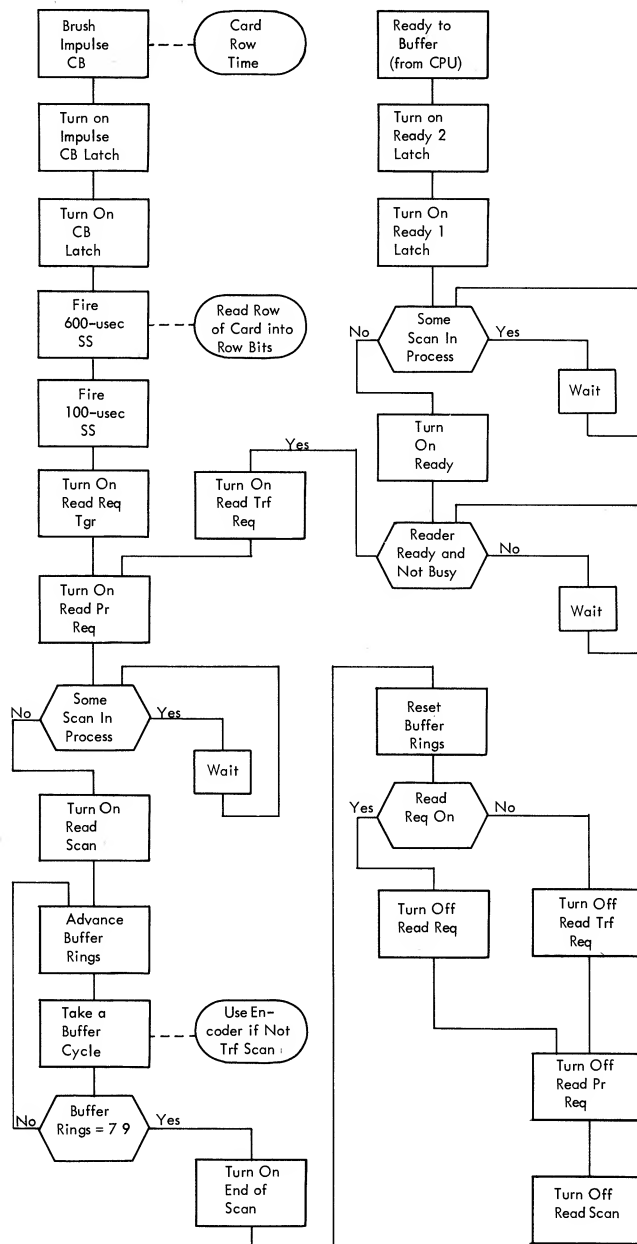 Brush
Impulse
CB
Card
Row
Time
Turn on
Impulse
CB Latch
Turn On
CB
Latch
Fire
600-usec
SS
Read Row
of Card into
Row Bits
Fire
100-usec
SS
Turn On
Read Req
Tgr
Turn On
Read Trf
Req
Turn On
Read Pr
Req
Some
Scan In
Process
No
Yes
Wait
Turn On
Read
Scan
Advance
Buffer
Rings
Take a
Buffer
Cycle
Use En-
coder if Not
Trf Scan
Buffer
Rings = 7 9
No
Yes
Turn On
End of
Scan
Ready to
Buffer
(from CPU)
Turn on
Ready 2
Latch
Turn On
Ready 1
Latch
Some
Scan In
Process
No
Yes
Wait
Turn
On
Ready
Reader
Ready and
Not Busy
Yes
No
Wait
Reset
Buffer
Rings
Read
Req On
Yes
No
Turn Off
Read Req
Turn Off
Read Trf
Req
Turn Off
Read Pr
Req
Turn Off
Read Scan